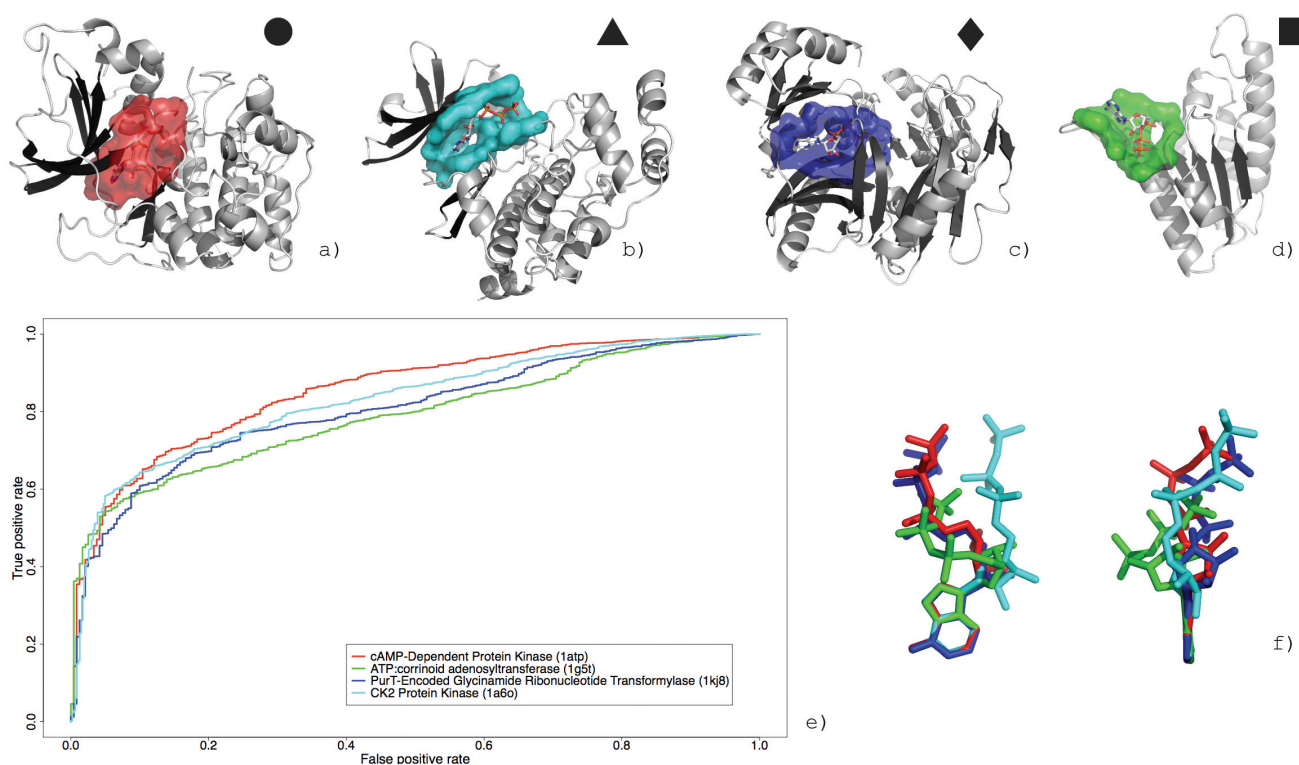 a)
b)
c)
d)
1.0
0.8
0.6
0.4
0.2
0.0
True positive rate
cAMP-Dependent Protein Kinase (1atp)
ATP:corrinoid adenosyltransferase (1g5t)
PurT-Encoded Glycinamide Ribonucleotide Transformylase (1kj8)
CK2 Protein Kinase (1a6o)
0.0 0.2 0.4 0.6 0.8 1.0
False positive rate
e)
f)